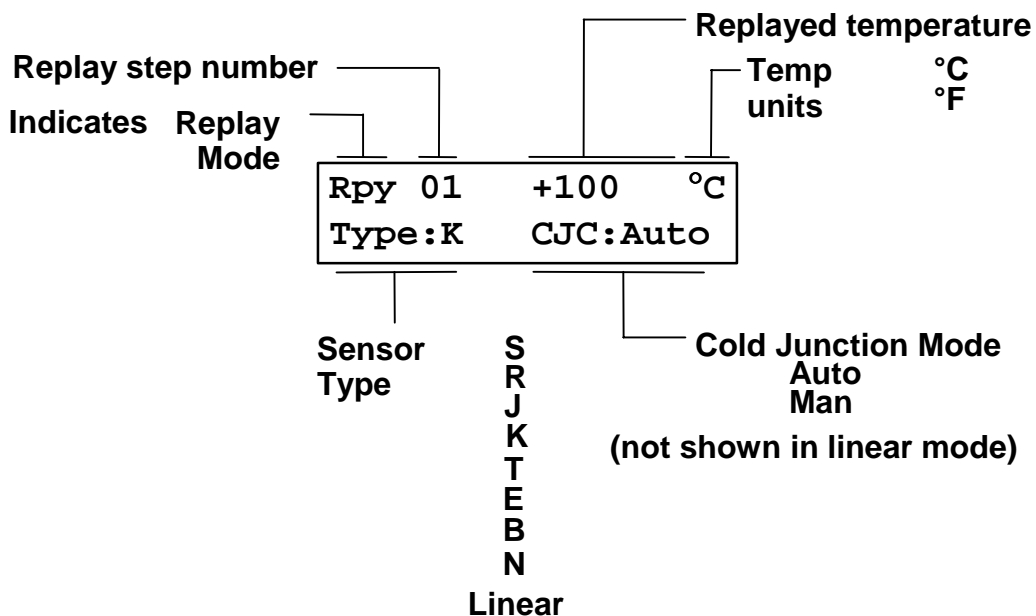 Replayed temperature
Replay step number
Temp units °C °F
Indicates Replay Mode
Rpy 01 +100 °C
Type:K CJC:Auto
Sensor Type
S
R
J
K
T
E
B
N
Linear
Cold Junction Mode
Auto
Man
(not shown in linear mode)